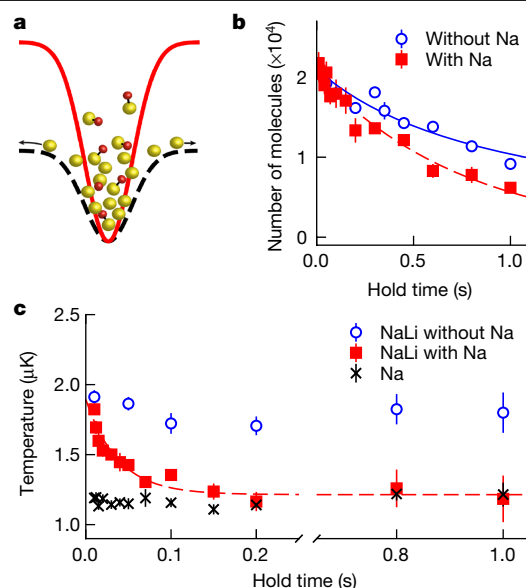 a
b
Number of molecules (×10⁴)
2
1
0
0.0
0.5
1.0
Hold time (s)
Without Na
With Na
c
Temperature (μK)
2.5
2.0
1.5
1.0
0.0
0.1
0.2
0.8
1.0
Hold time (s)
NaLi without Na
NaLi with Na
Na